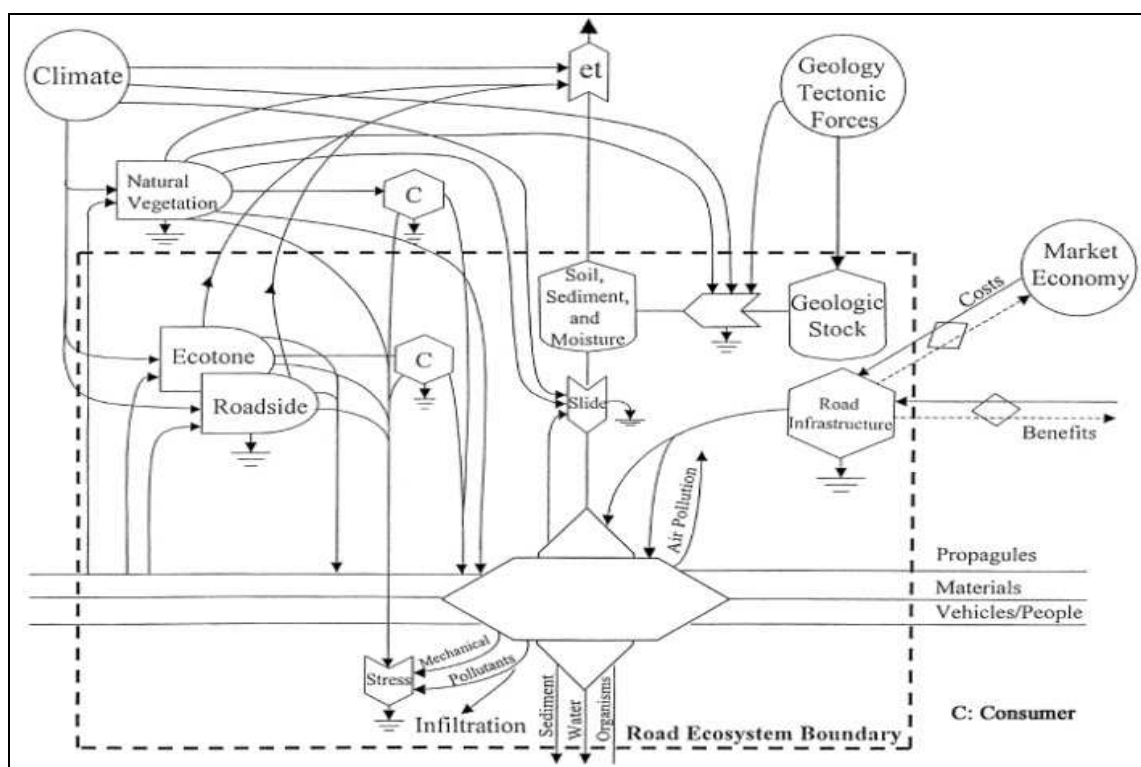 Climate
et
Geology
Tectonic
Forces
Natural
Vegetation
C
Market
Economy
Soil,
Sediment,
and
Moisture
Geologic
Stock
Costs
Ecotone
C
Roadside
Slide
Road
Infrastructure
Benefits
Air Pollution
Propagules
Materials
Vehicles/People
Mechanical
Pollutants
Stress
Infiltration
Sediment
Water
Organisms
C: Consumer
Road Ecosystem Boundary